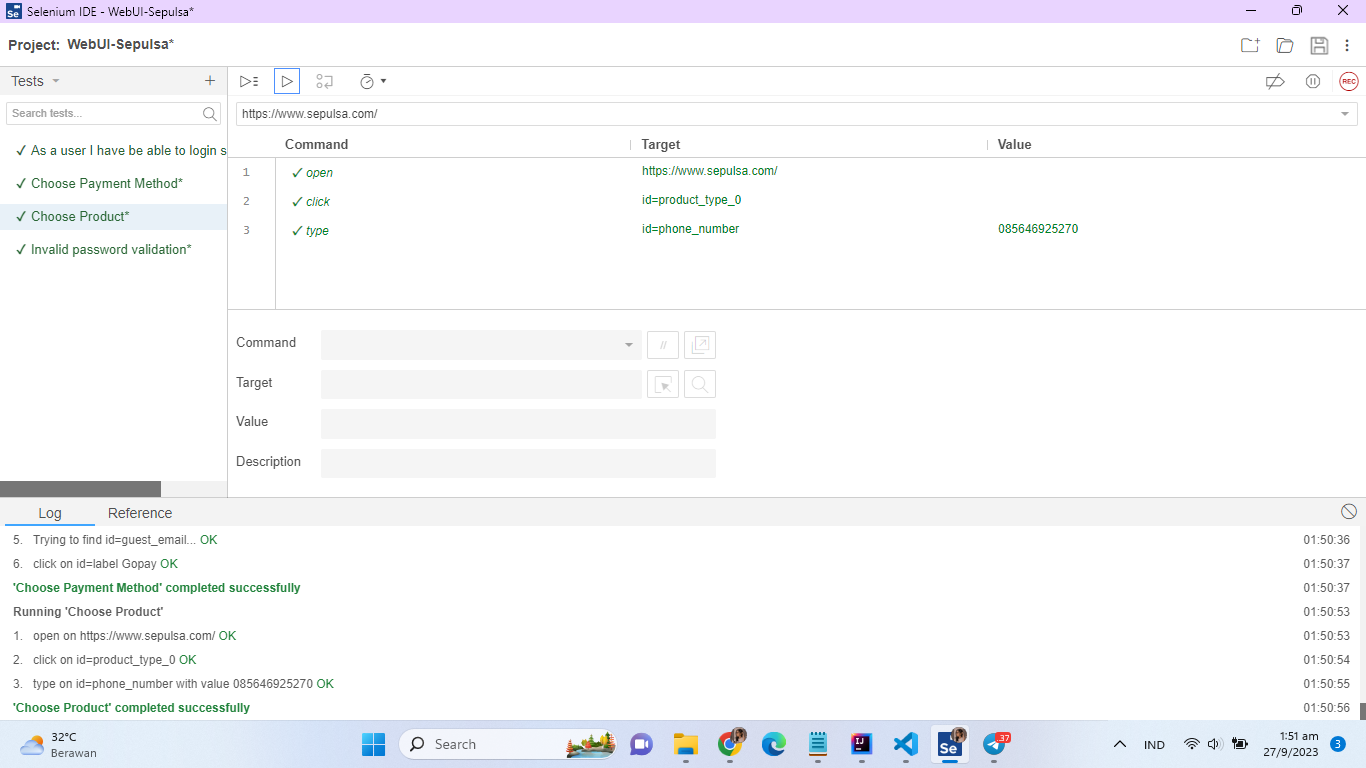 Selenium IDE - WebUI-Sepulsa*
Project: WebUI-Sepulsa*
Tests
Search tests...
✓ As a user I have be able to login s
✓ Choose Payment Method*
✓ Choose Product*
✓ Invalid password validation*
REC
https://www.sepulsa.com/
Command Target Value
1 ✓ open https://www.sepulsa.com/
2 ✓ click id=product_type_0
3 ✓ type id=phone_number 085646925270
Command //
Target
Value
Description
Log Reference
5. Trying to find id=guest_email... OK 01:50:36
6. click on id=label Gopay OK 01:50:37
'Choose Payment Method' completed successfully 01:50:37
Running 'Choose Product' 01:50:53
1. open on https://www.sepulsa.com/ OK 01:50:53
2. click on id=product_type_0 OK 01:50:54
3. type on id=phone_number with value 085646925270 OK 01:50:55
'Choose Product' completed successfully 01:50:56
32°C
Berawan
Search
IJ
Se
37
IND
1:51 am
27/9/2023
3